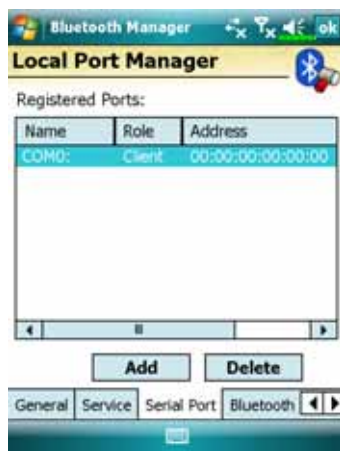 Bluetooth Manager ok
Local Port Manager
Registered Ports:
Name Role Address
COM0: Client 00:00:00:00:00:00
Add Delete
General Service Serial Port Bluetooth